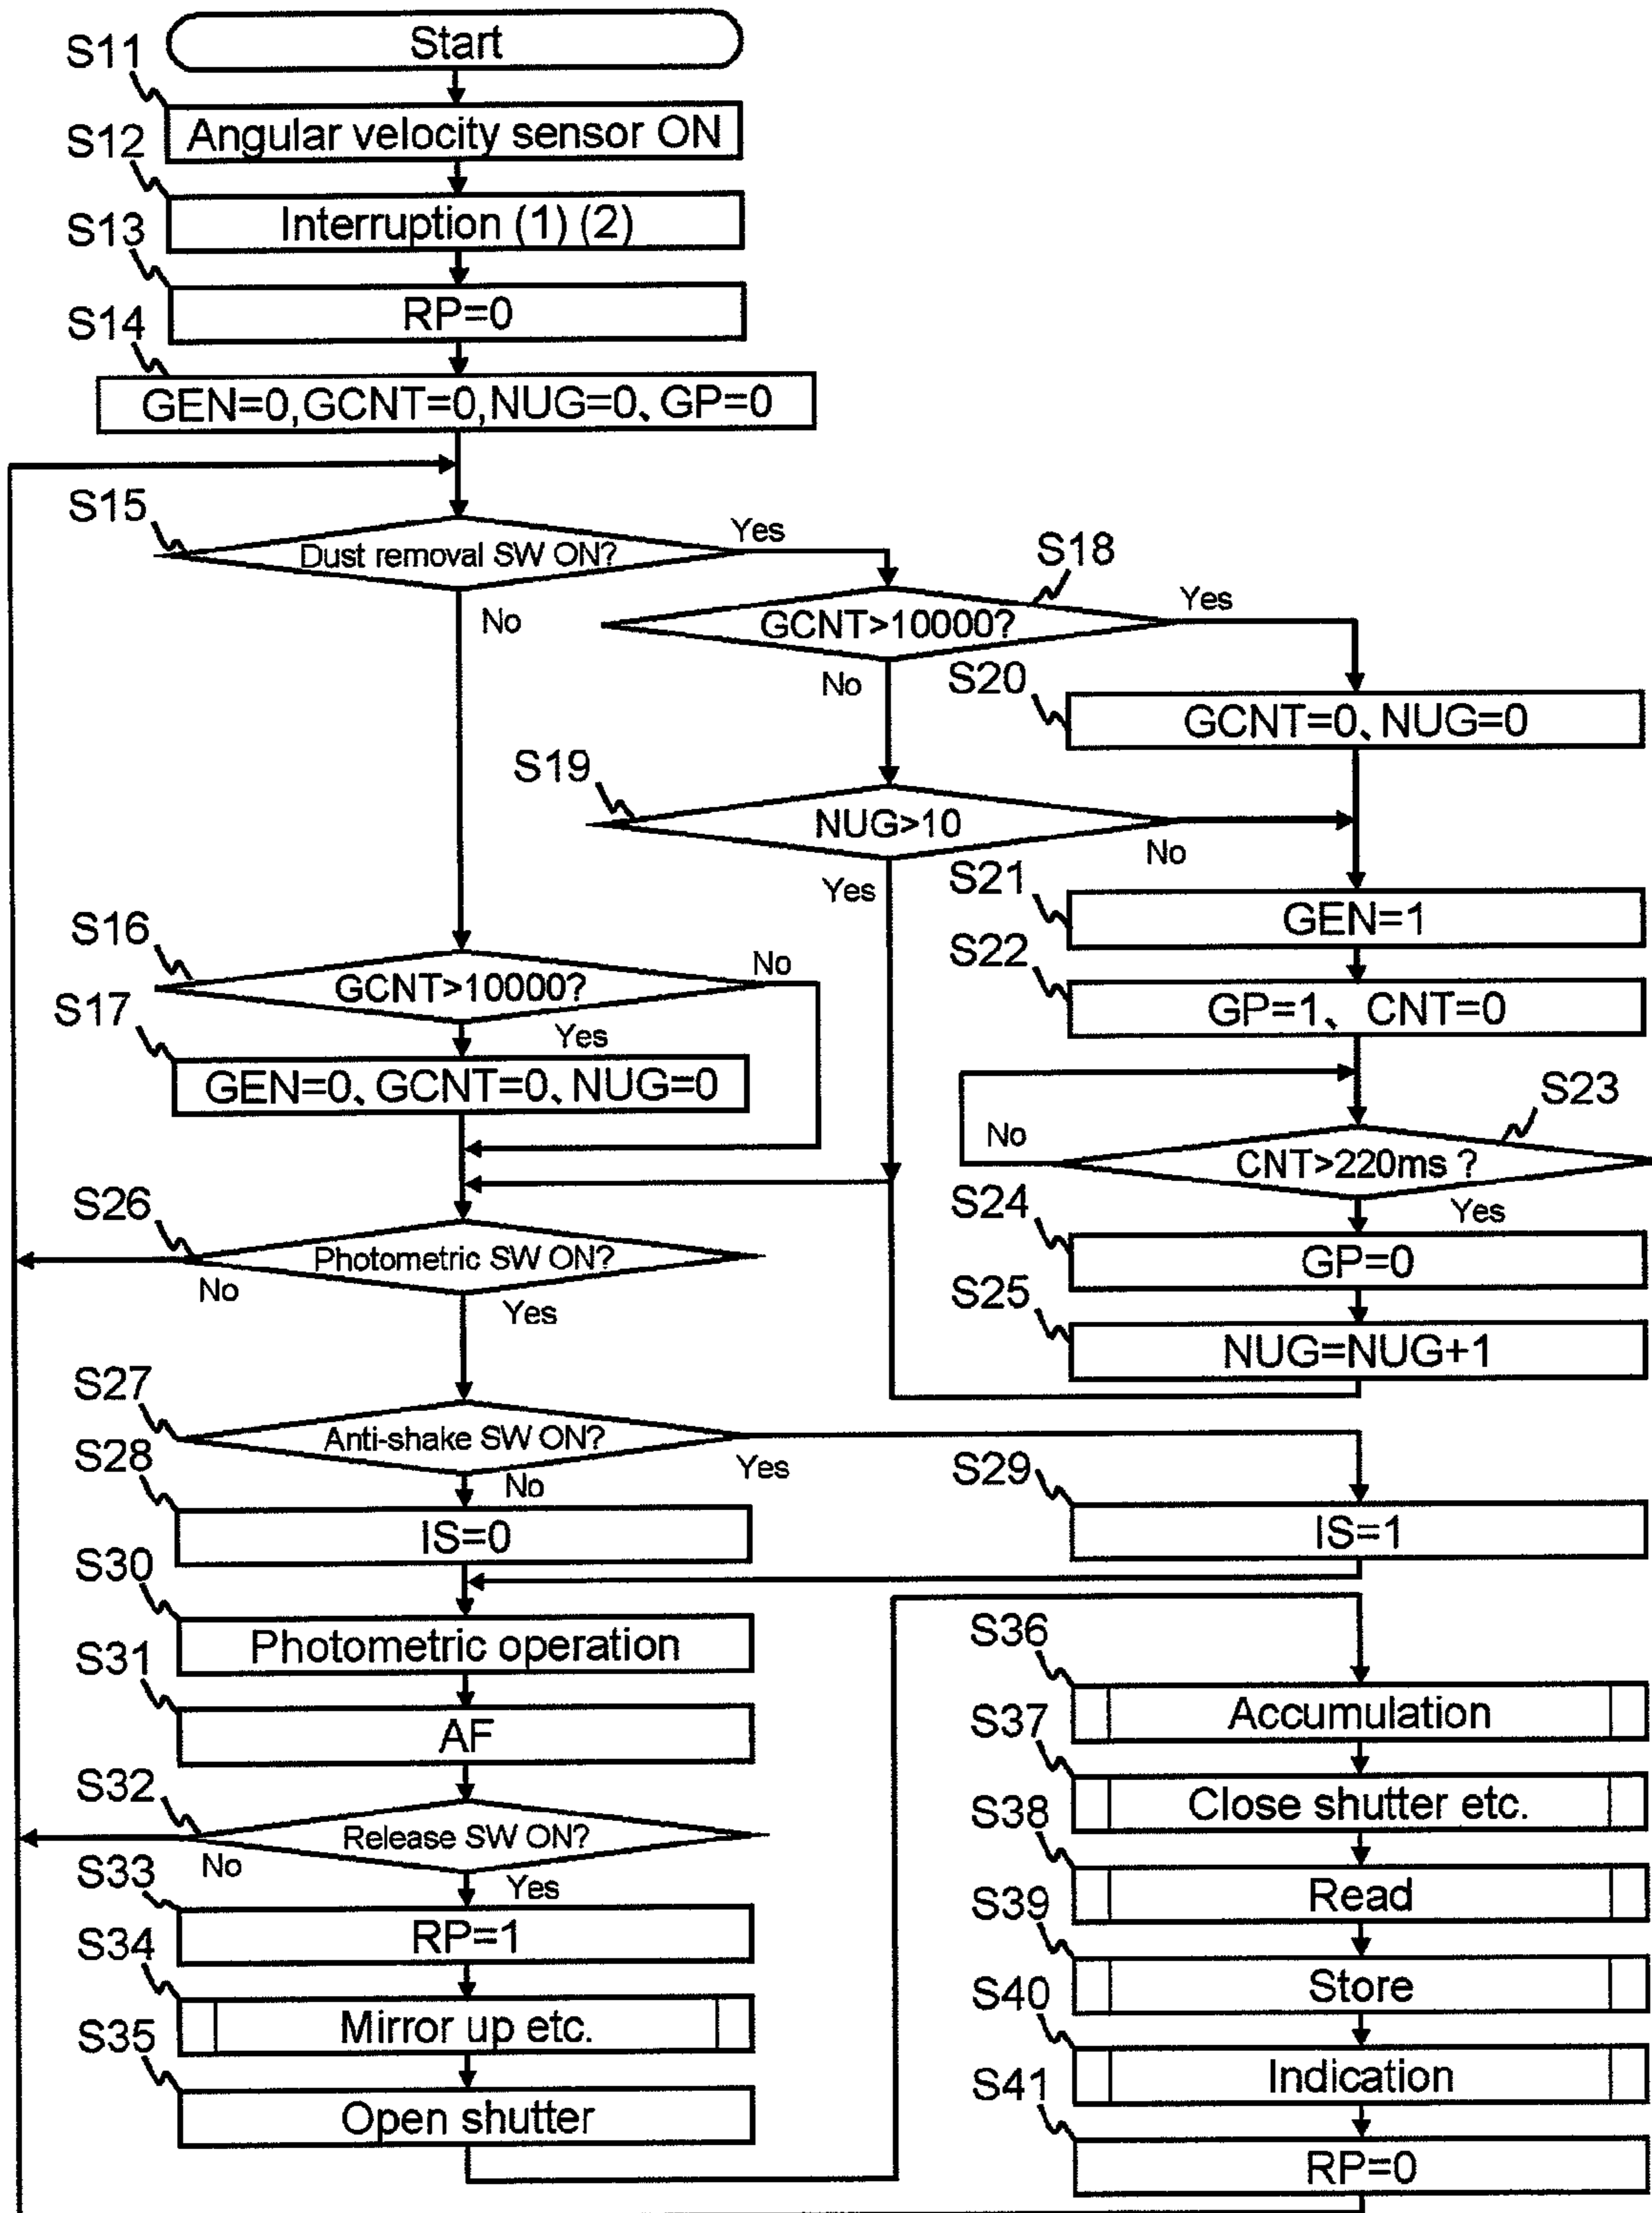 Start
S11
Angular velocity sensor ON
S12
Interruption (1) (2)
S13
RP=0
S14
GEN=0,GCNT=0,NUG=0、GP=0
S15
Dust removal SW ON?
Yes
No
S18
GCNT>10000?
Yes
No
S20
GCNT=0、NUG=0
S19
NUG>10
No
Yes
S21
GEN=1
S22
GP=1、 CNT=0
S23
CNT>220ms ?
No
Yes
S24
GP=0
S25
NUG=NUG+1
S16
GCNT>10000?
No
Yes
S17
GEN=0、GCNT=0、NUG=0
S26
Photometric SW ON?
No
Yes
S27
Anti-shake SW ON?
Yes
No
S28
IS=0
S29
IS=1
S30
Photometric operation
S31
AF
S32
Release SW ON?
No
Yes
S33
RP=1
S34
Mirror up etc.
S35
Open shutter
S36
Accumulation
S37
Close shutter etc.
S38
Read
S39
Store
S40
Indication
S41
RP=0